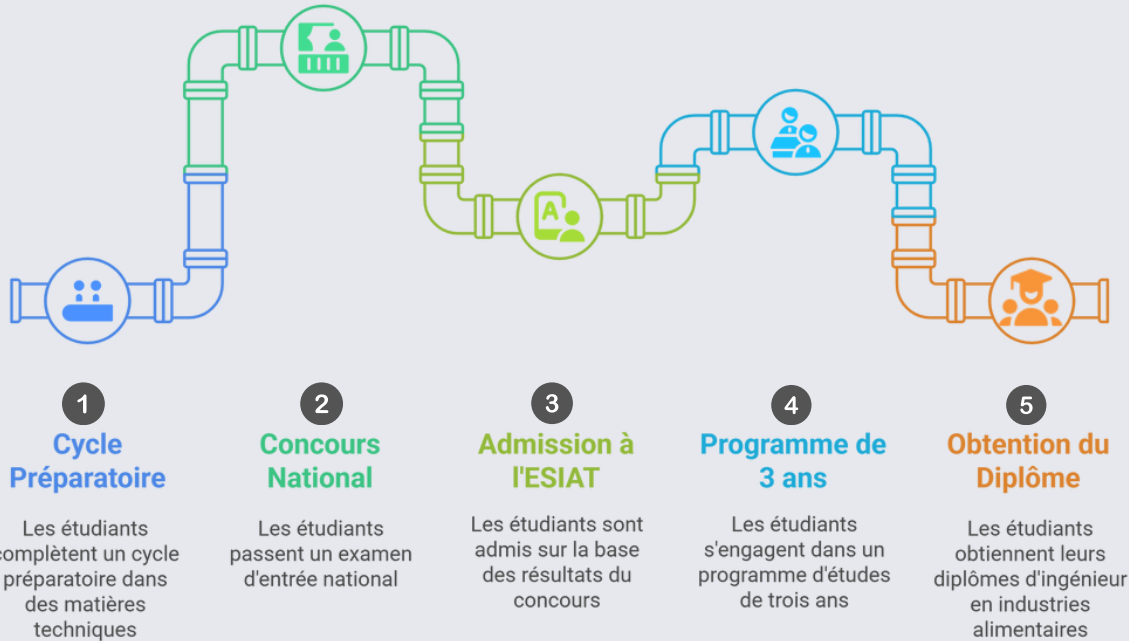 1
Cycle
Préparatoire
Les étudiants
complètent un cycle
préparatoire dans
des matières
techniques
2
Concours
National
Les étudiants
passent un examen
d'entrée national
A
3
Admission à
l'ESIAT
Les étudiants sont
admis sur la base
des résultats du
concours
4
Programme de
3 ans
Les étudiants
s'engagent dans un
programme d'études
de trois ans
5
Obtention du
Diplôme
Les étudiants
obtiennent leurs
diplômes d'ingénieur
en industries
alimentaires